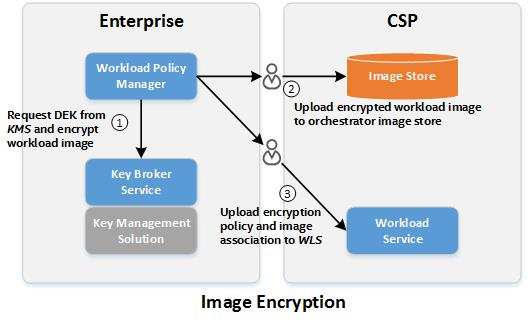 Enterprise
CSP
Workload Policy
Manager
Image Store
2
Upload encrypted workload image
to orchestrator image store
Request DEK from
KMS and encrypt
workload image
1
Key Broker
Service
Key Management
Solution
3
Upload encryption
policy and image
association to WLS
Workload
Service
Image Encryption